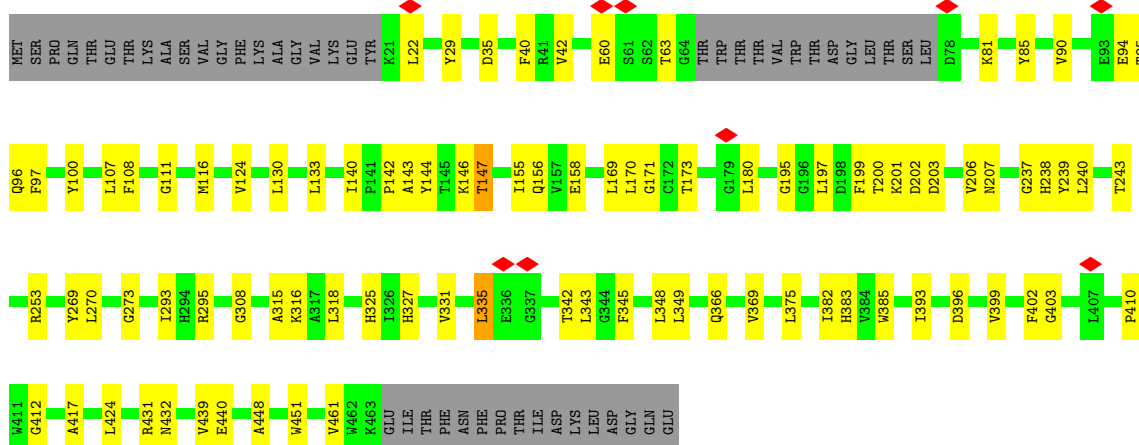 MET SER PRO GLN THR GLU THR LYS ALA SER VAL GLY PHE LYS ALA GLY VAL LYS GLU TYR K21 L22 Y29 D35 F40 R41 V42 E60 S61 S62 T63 G64 THR TRP THR THR VAL TRP THR ASP GLY LEU THR SER LEU D78 K81 Y85 V90 E93 E94
Q96 F97 Y100 L107 F108 G111 M116 V124 L130 L133 I140 P141 P142 A143 Y144 T145 K146 T147 I155 Q156 V157 E158 L169 L170 G171 C172 T173 G179 L180 G195 G196 L197 D198 F199 T200 K201 D202 D203 V206 N207 G237 H238 Y239 L240 T243
R253 Y269 L270 G273 I293 H294 R295 G308 A315 K316 A317 L318 H325 I326 H327 V331 L335 E336 G337 T342 L343 G344 F345 L348 L349 Q366 V369 L375 I382 H383 V384 W385 I393 D396 V399 F402 G403 L407 P410
W411 G412 A417 L424 R431 N432 V439 E440 A448 W451 V461 W462 K463 GLU ILE THR PHE ASN PHE PRO THR ILE ASP LYS LEU ASP GLY GLN GLU